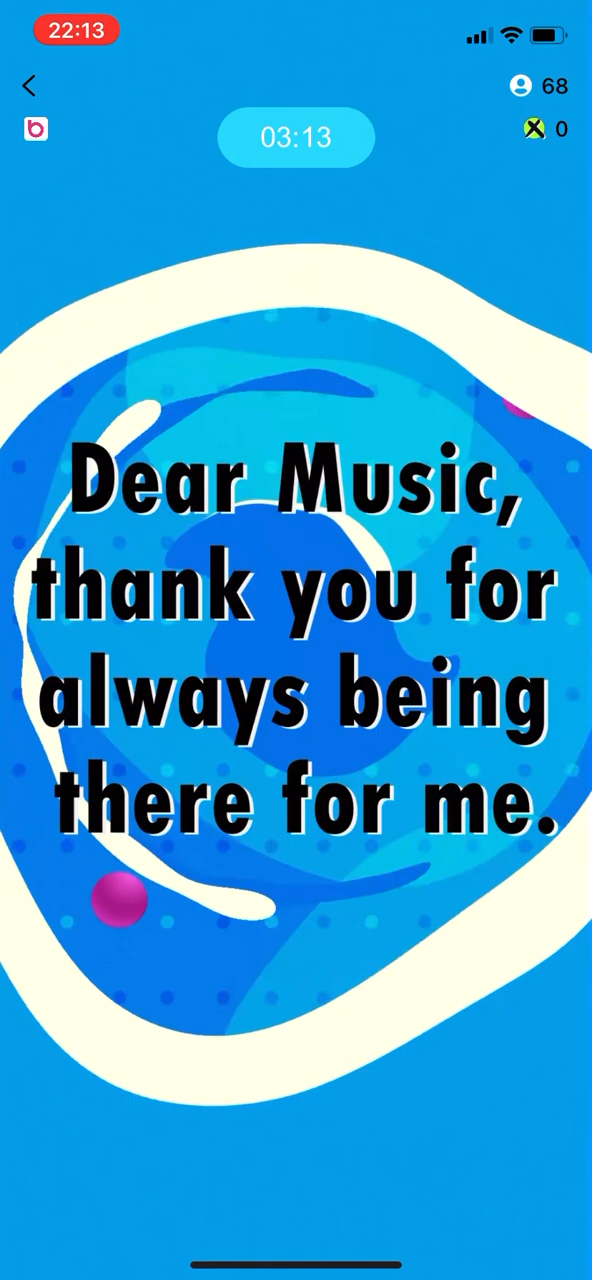 22:13
68
03:13
0
Dear Music,
thank you for
always being
there for me.